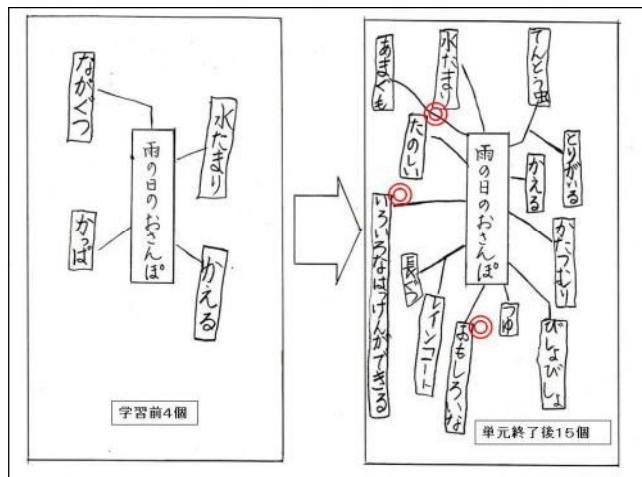 ながぐつ
水たまり
雨の日のおさんぽ
かっぱ
かえる
学習前4個
あまぐも
水たまり
てんとう虫
たのしい
とりがいる
かえる
雨の日のおさんぽ
いろいろなはっけんができる
かたつむり
長ぐつ
レインコート
おもしろいな
つゆ
びしょびしょ
単元終了後15個